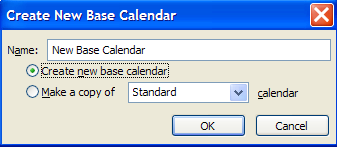 Create New Base Calendar
Name: New Base Calendar
Create new base calendar
Make a copy of Standard calendar
OK Cancel